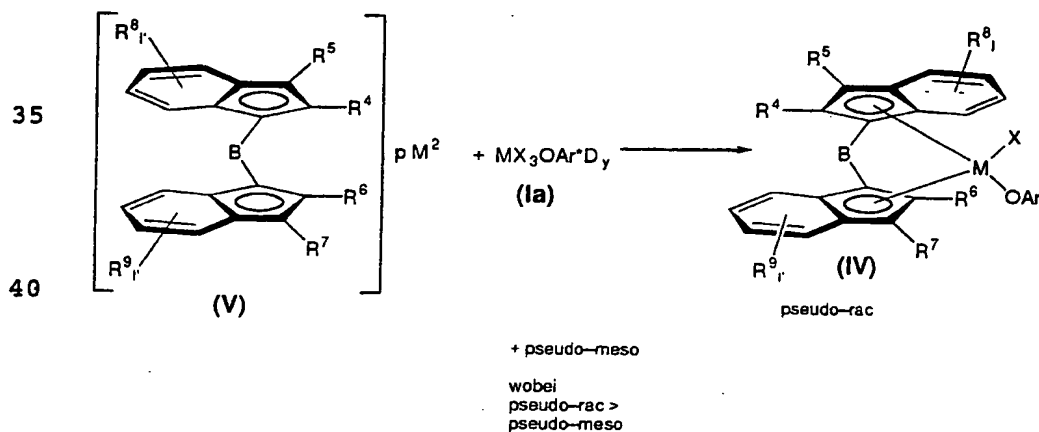 35
40
R⁸l'
R⁵
R⁴
B
R⁶
R⁷
R⁹l'
(V)
p M²
+ MX₃OAr*Dy
(Ia)
R⁸l
R⁵
R⁴
B
X
M
OAr
R⁶
R⁷
R⁹l'
(IV)
pseudo–rac
+ pseudo–meso
wobei
pseudo–rac >
pseudo–meso